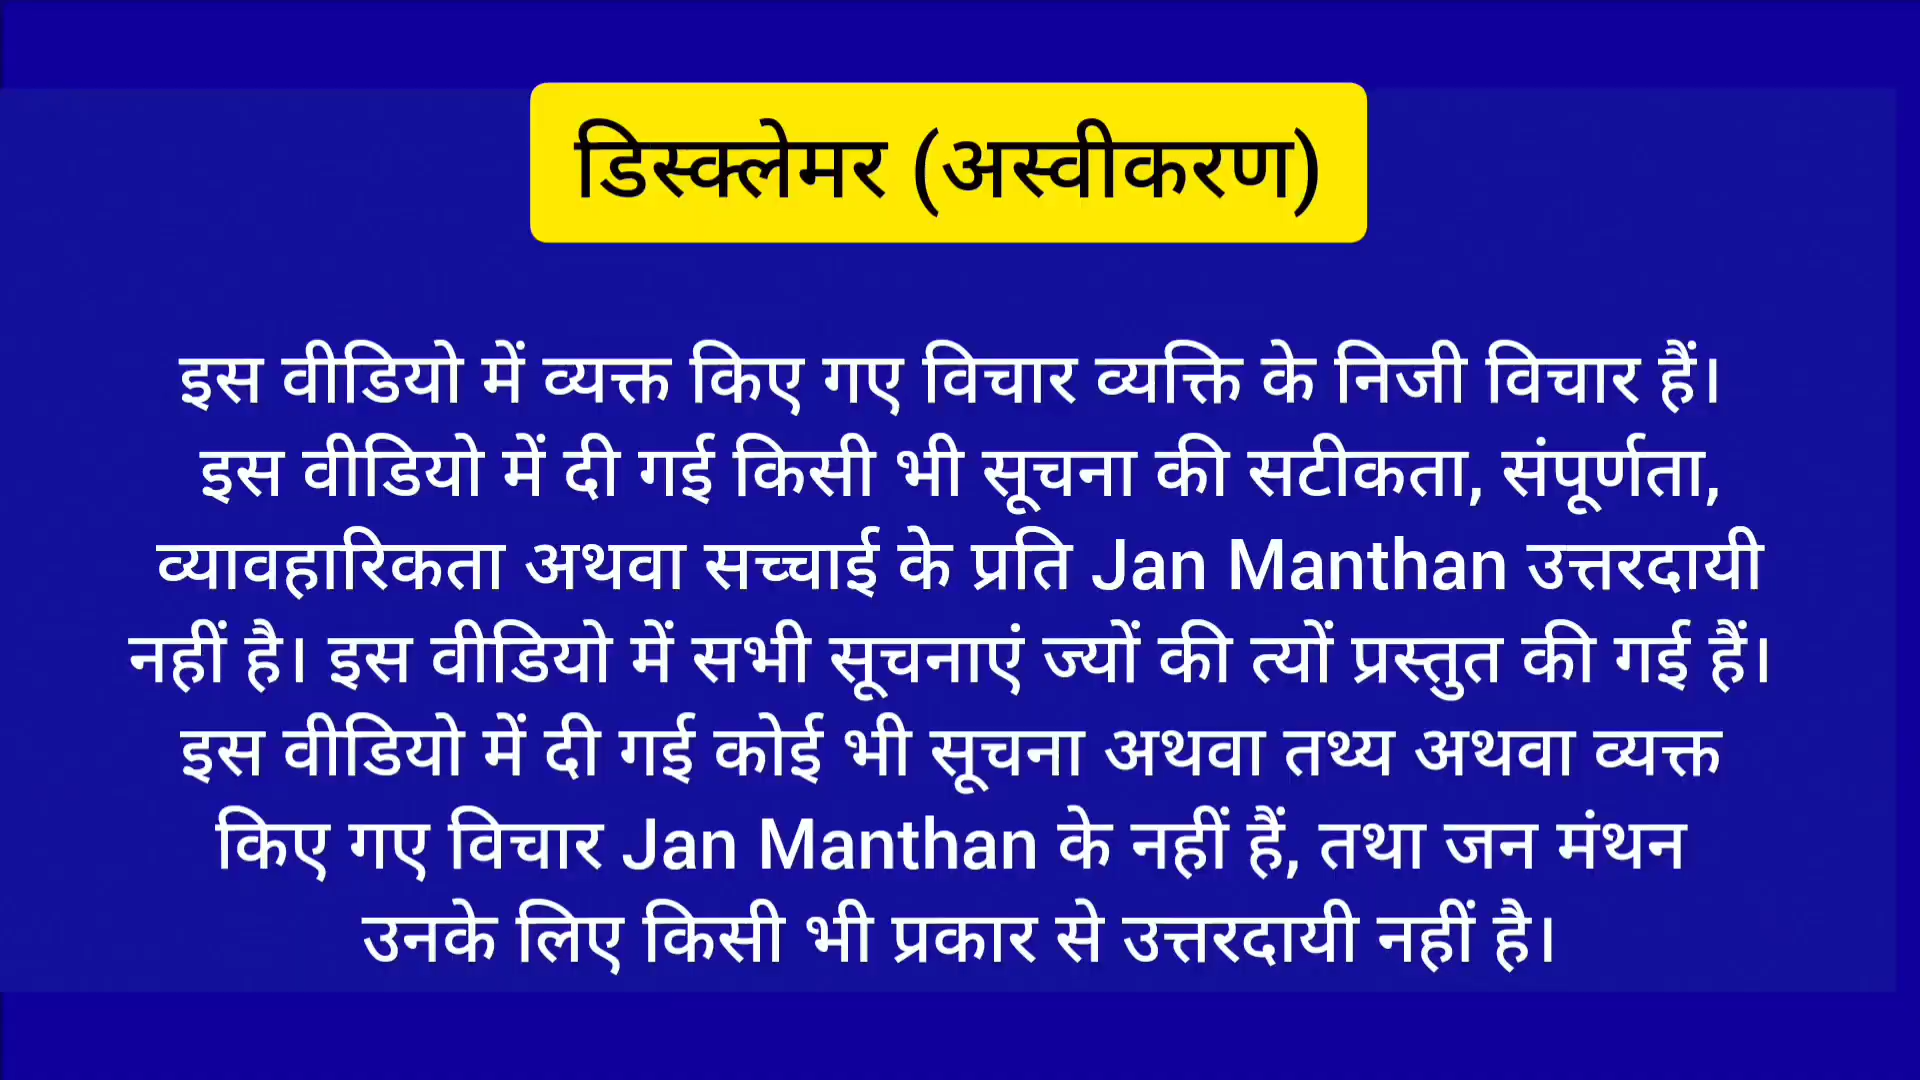 डिस्क्लेमर (अस्वीकरण)
इस वीडियो में व्यक्त किए गए विचार व्यक्ति के निजी विचार हैं।
इस वीडियो में दी गई किसी भी सूचना की सटीकता, संपूर्णता,
व्यावहारिकता अथवा सच्चाई के प्रति Jan Manthan उत्तरदायी
नहीं है। इस वीडियो में सभी सूचनाएं ज्यों की त्यों प्रस्तुत की गई हैं।
इस वीडियो में दी गई कोई भी सूचना अथवा तथ्य अथवा व्यक्त
किए गए विचार Jan Manthan के नहीं हैं, तथा जन मंथन
उनके लिए किसी भी प्रकार से उत्तरदायी नहीं है।